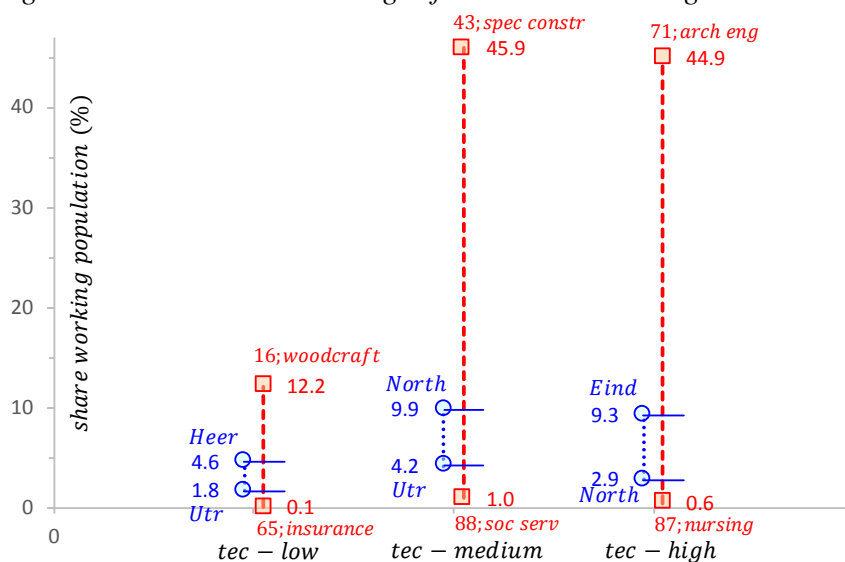 43;spec constr
45.9
71;arch eng
44.9
40
30
20
10
0
0
share working population (%)
16;woodcraft
12.2
Heer
4.6
1.8
Utr
0.1
65;insurance
North
9.9
4.2
Utr
1.0
88;soc serv
Eind
9.3
2.9
North
0.6
87;nursing
tec − low
tec − medium
tec − high